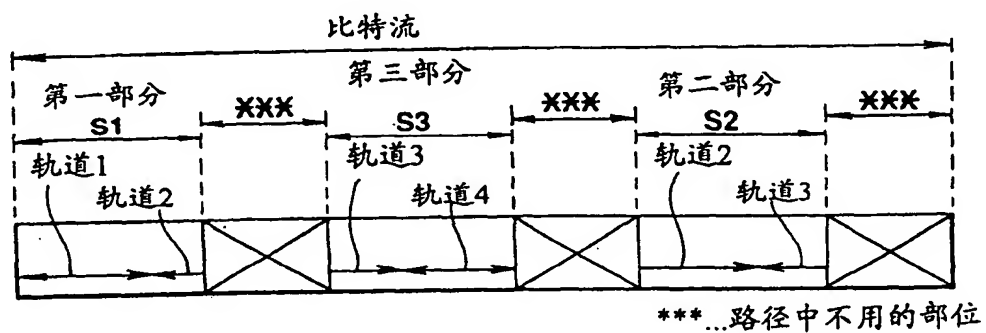 比特流
第一部分 *** 第三部分 *** 第二部分 ***
S1 S3 S2
轨道1 轨道3 轨道2
轨道2 轨道4 轨道3
***...路径中不用的部位